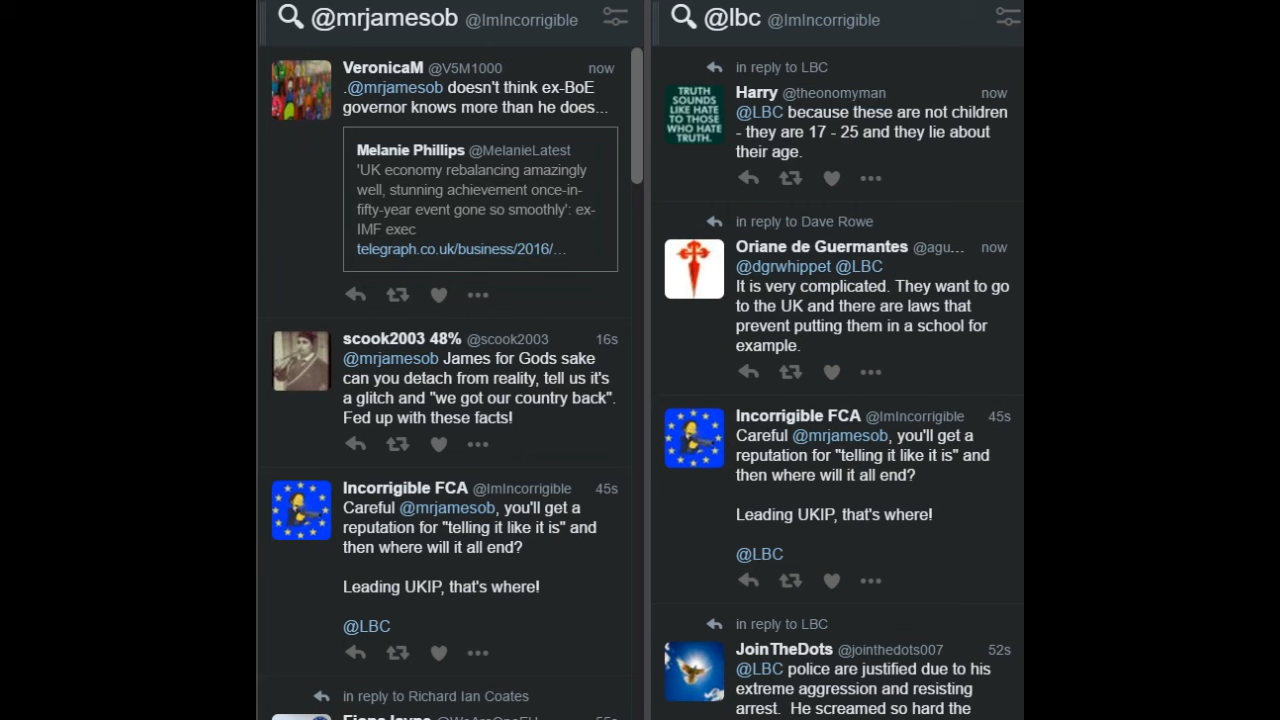 @mrjamesob @ImIncorrigible
VeronicaM @V5M1000 now
.@mrjamesob doesn't think ex-BoE
governor knows more than he does...
Melanie Phillips @MelanieLatest
'UK economy rebalancing amazingly
well, stunning achievement once-in-
fifty-year event gone so smoothly': ex-
IMF exec
telegraph.co.uk/business/2016/...
scook2003 48% @scook2003 16s
@mrjamesob James for Gods sake
can you detach from reality, tell us it's
a glitch and "we got our country back".
Fed up with these facts!
Incorrigible FCA @ImIncorrigible 45s
Careful @mrjamesob, you'll get a
reputation for "telling it like it is" and
then where will it all end?
Leading UKIP, that's where!
@LBC
in reply to Richard Ian Coates
@lbc @ImIncorrigible
in reply to LBC
TRUTH
SOUNDS
LIKE HATE
TO THOSE
WHO HATE
TRUTH.
Harry @theonomyman now
@LBC because these are not children
- they are 17 - 25 and they lie about
their age.
in reply to Dave Rowe
Oriane de Guermantes @agu... now
@dgrwhippet @LBC
It is very complicated. They want to go
to the UK and there are laws that
prevent putting them in a school for
example.
Incorrigible FCA @ImIncorrigible 45s
Careful @mrjamesob, you'll get a
reputation for "telling it like it is" and
then where will it all end?
Leading UKIP, that's where!
@LBC
in reply to LBC
JoinTheDots @jointhedots007 52s
@LBC police are justified due to his
extreme aggression and resisting
arrest. He screamed so hard the